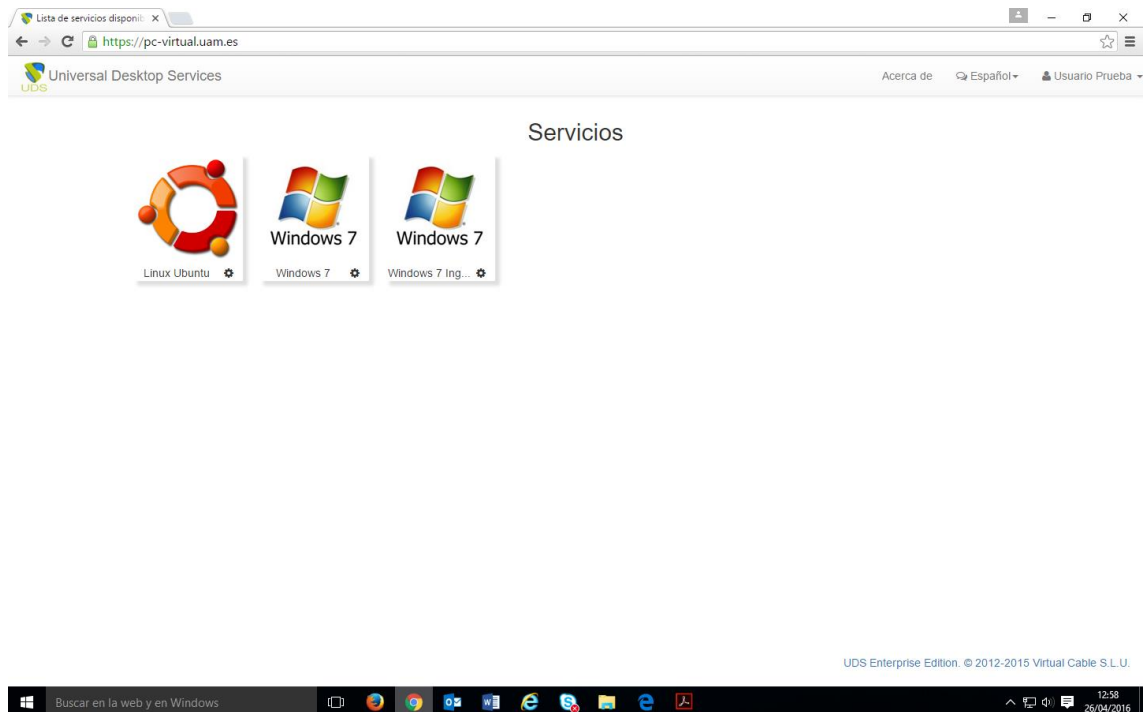 Lista de servicios disponib
https://pc-virtual.uam.es
UDS
Universal Desktop Services
Acerca de
Español
Usuario Prueba
Servicios
Windows 7
Windows 7
Linux Ubuntu
Windows 7
Windows 7 Ing...
UDS Enterprise Edition. © 2012-2015 Virtual Cable S.L.U.
Buscar en la web y en Windows
12:58
26/04/2016